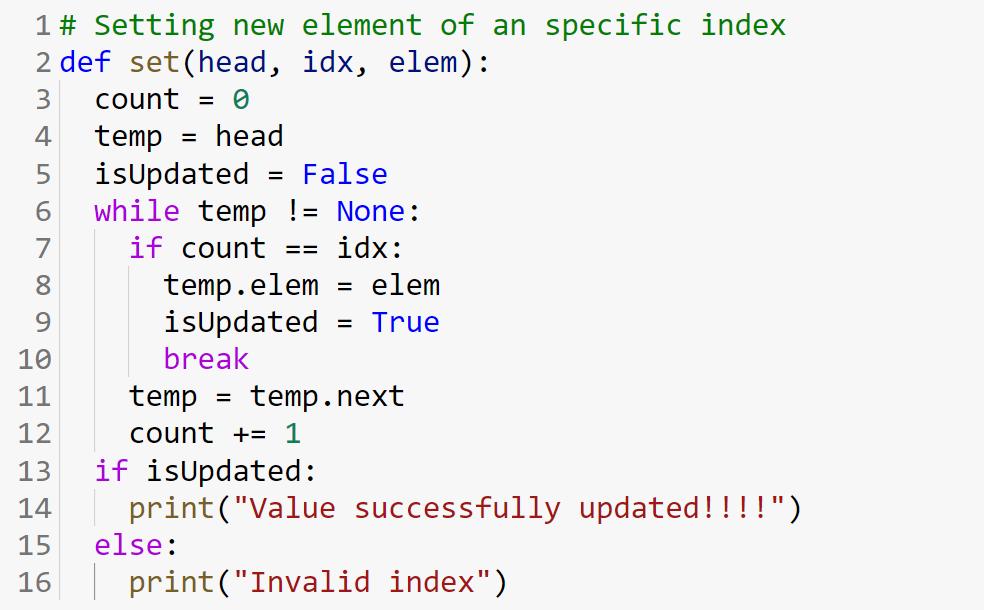 1 # Setting new element of an specific index
2 def set(head, idx, elem):
3   count = 0
4   temp = head
5   isUpdated = False
6   while temp != None:
7     if count == idx:
8       temp.elem = elem
9       isUpdated = True
10       break
11     temp = temp.next
12     count += 1
13   if isUpdated:
14     print("Value successfully updated!!!!")
15   else:
16     print("Invalid index")